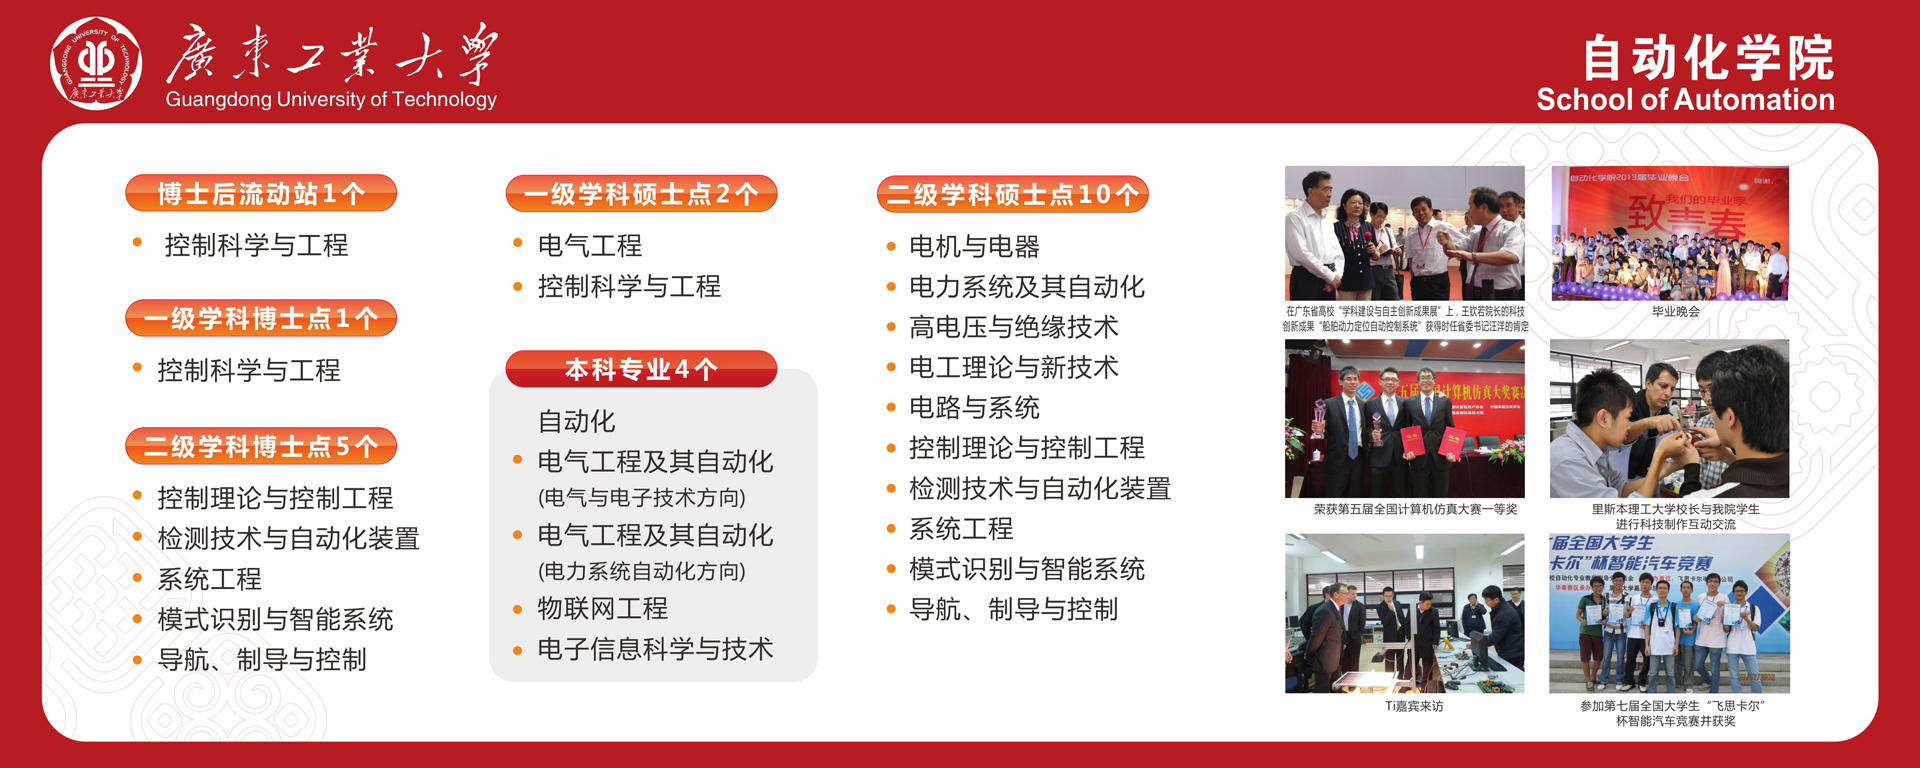 GUANGDONG UNIVERSITY OF TECHNOLOGY
廣東工業大學
廣東工業大學
Guangdong University of Technology
自动化学院
School of Automation
博士后流动站1个
控制科学与工程
一级学科博士点1个
控制科学与工程
二级学科博士点5个
控制理论与控制工程
检测技术与自动化装置
系统工程
模式识别与智能系统
导航、制导与控制
一级学科硕士点2个
电气工程
控制科学与工程
本科专业4个
自动化
电气工程及其自动化
(电气与电子技术方向)
电气工程及其自动化
(电力系统自动化方向)
物联网工程
电子信息科学与技术
二级学科硕士点10个
电机与电器
电力系统及其自动化
高电压与绝缘技术
电工理论与新技术
电路与系统
控制理论与控制工程
检测技术与自动化装置
系统工程
模式识别与智能系统
导航、制导与控制
在广东省高校“学科建设与自主创新成果展”上，王钦若院长的科技
创新成果“船舶动力定位自动控制系统”获得时任省委书记汪洋的肯定
自动化学院2013届毕业晚会
致青春
我们的毕业季
毕业晚会
五届
国计算机仿真大奖赛
荣获第五届全国计算机仿真大赛一等奖
里斯本理工大学校长与我院学生
进行科技制作互动交流
Ti嘉宾来访
届全国大学生
卡尔”杯智能汽车竞赛
参加第七届全国大学生“飞思卡尔”
杯智能汽车竞赛并获奖